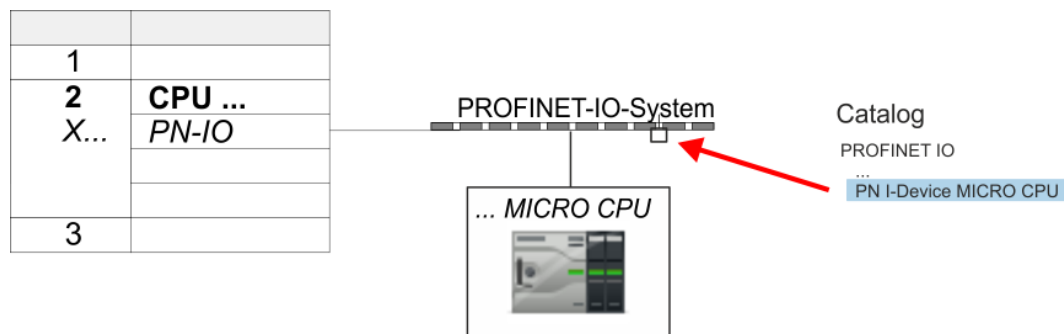 1
2 CPU ...
X... PN-IO
3
PROFINET-IO-System
... MICRO CPU
Catalog
PROFINET IO
...
PN I-Device MICRO CPU